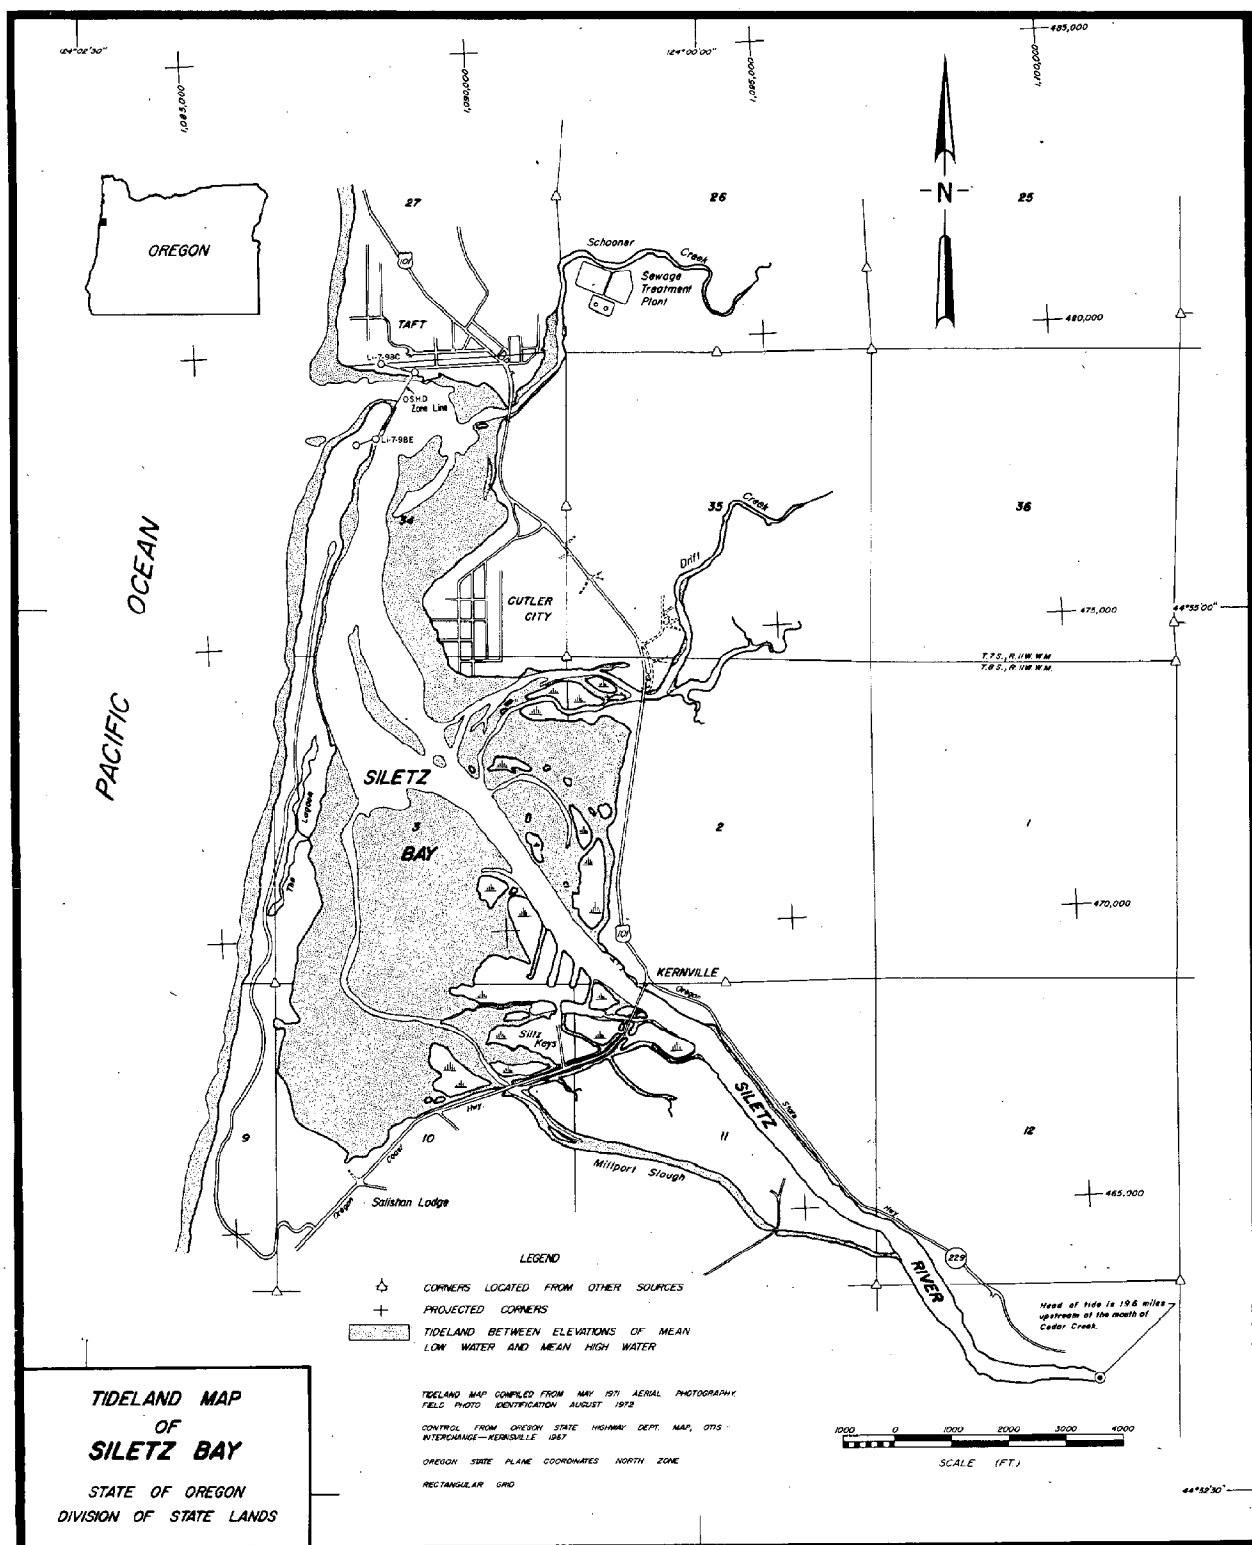 124°02'30"
124°00'00"
485,000
1,085,000
1,090,000
1,095,000
1,100,000
OREGON
27
26
25
N
101
Schooner Creek
Sewage
Treatment
Plant
TAFT
480,000
Li-7-98C
O.S.H.D
Zone Line
Li-7-98E
34
35
36
Drift Creek
PACIFIC OCEAN
CUTLER
CITY
475,000
44°55'00"
T.7 S., R.11W. W.M.
T.8 S., R.11W. W.M.
SILETZ
BAY
The Lagoon
3
2
1
470,000
101
KERNVILLE
Oregon State Hwy.
Siltz
Keys
SILETZ RIVER
9
10
11
12
Oregon Coast Hwy.
Millport Slough
Salishan Lodge
465,000
229
Head of tide is 19.6 miles
upstream of the mouth of
Cedar Creek.
LEGEND
CORNERS LOCATED FROM OTHER SOURCES
PROJECTED CORNERS
TIDELAND BETWEEN ELEVATIONS OF MEAN
LOW WATER AND MEAN HIGH WATER
TIDELAND MAP COMPILED FROM MAY 1971 AERIAL PHOTOGRAPHY.
FIELD PHOTO IDENTIFICATION AUGUST 1972
CONTROL FROM OREGON STATE HIGHWAY DEPT. MAP, OTIS
INTERCHANGE—KERNSVILLE 1967
OREGON STATE PLANE COORDINATES NORTH ZONE
RECTANGULAR GRID
1000 0 1000 2000 3000 4000
SCALE (FT.)
44°52'30"
TIDELAND MAP
OF
SILETZ BAY
STATE OF OREGON
DIVISION OF STATE LANDS